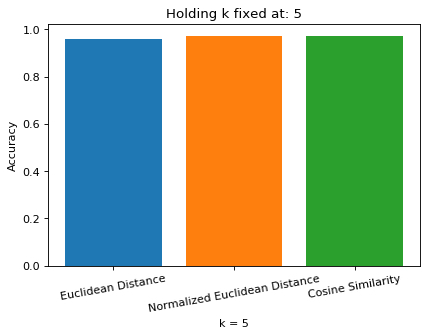 Holding k fixed at: 5
Accuracy
1.0
0.8
0.6
0.4
0.2
0.0
Euclidean Distance
Normalized Euclidean Distance
Cosine Similarity
k = 5